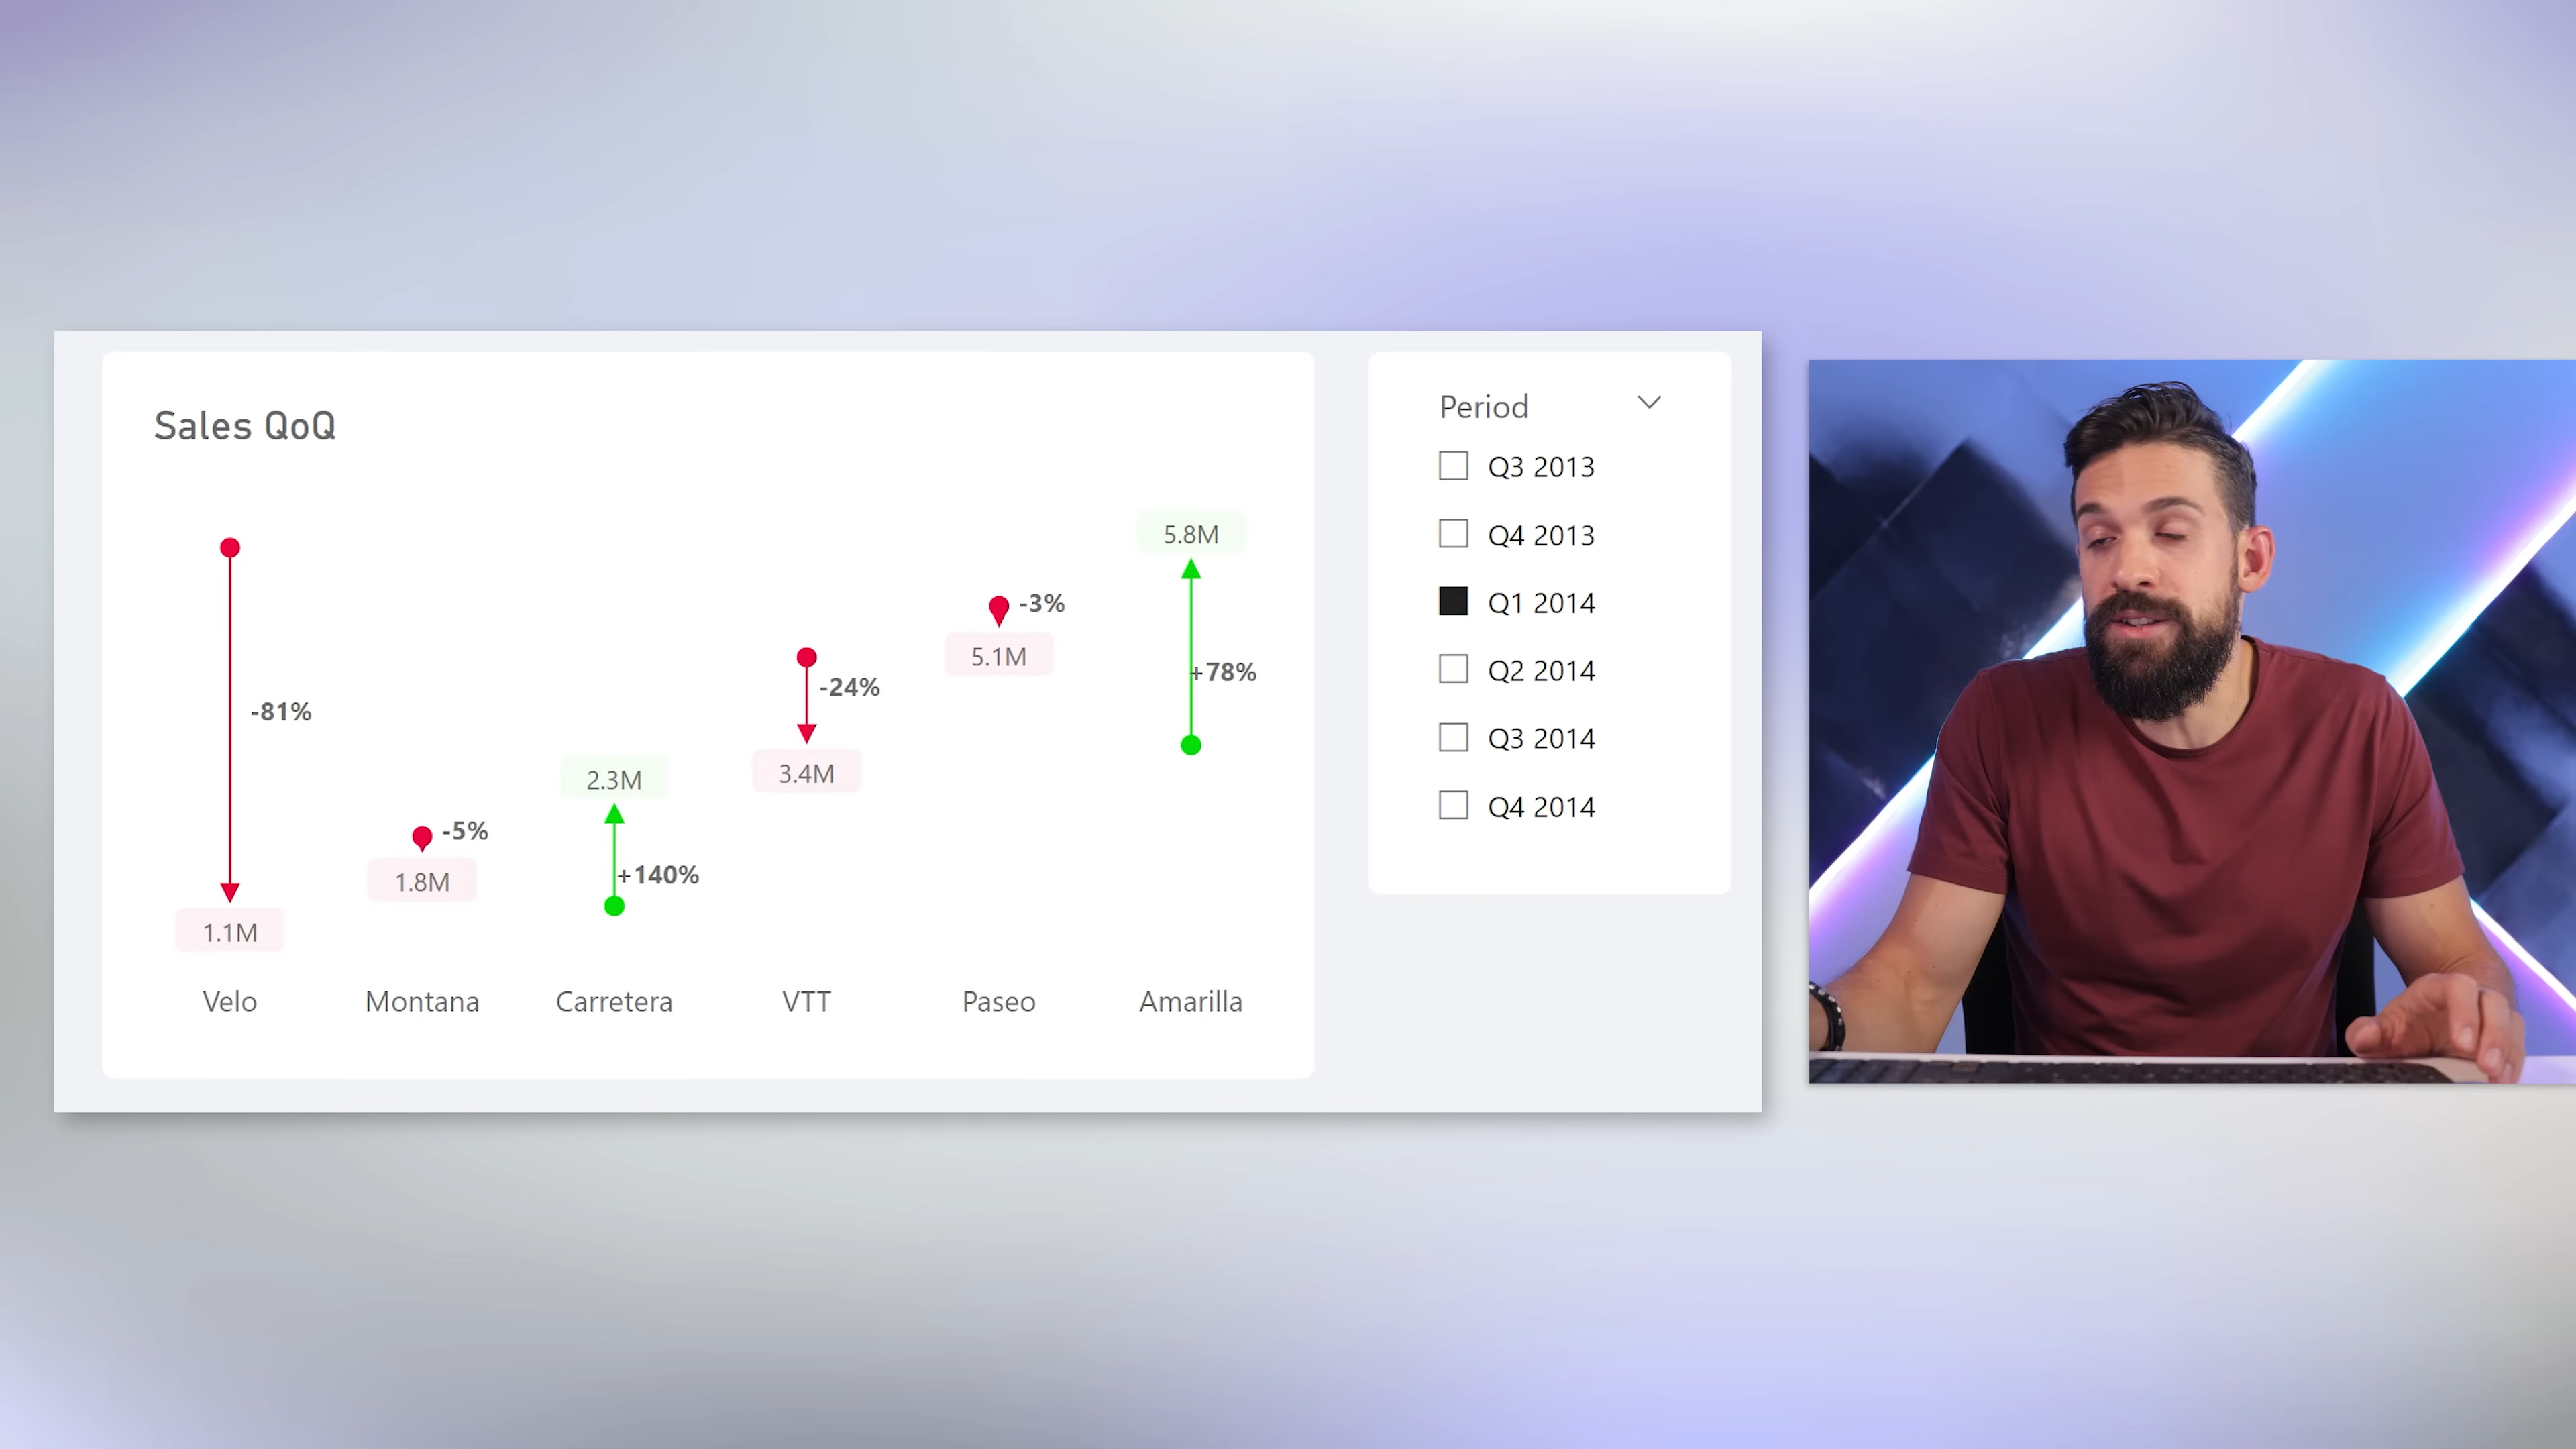 Sales QoQ
5.8M
-3%
5.1M
-24%
+78%
-81%
3.4M
2.3M
-5%
1.8M
+140%
1.1M
Velo Montana Carretera VTT Paseo Amarilla
Period
Q3 2013
Q4 2013
Q1 2014
Q2 2014
Q3 2014
Q4 2014